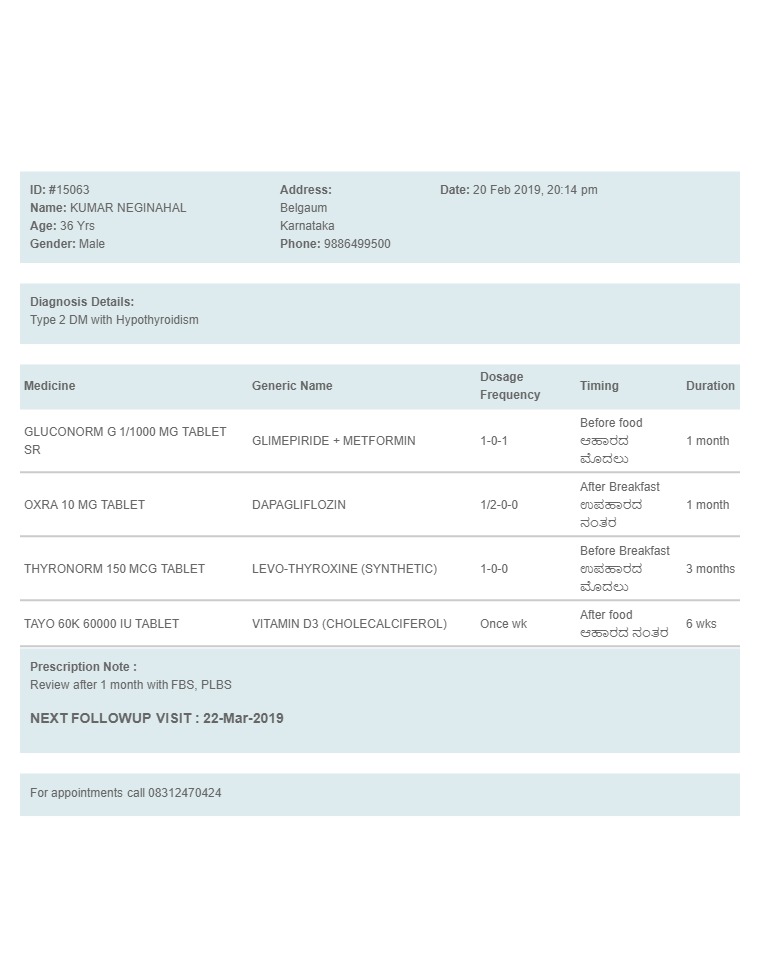 ID: #15063
Name: KUMAR NEGINAHAL
Age: 36 Yrs
Gender: Male
Address:
Belgaum
Karnataka
Phone: 9886499500
Date: 20 Feb 2019, 20:14 pm
Diagnosis Details:
Type 2 DM with Hypothyroidism
Medicine Generic Name Dosage Frequency Timing Duration
GLUCONORM G 1/1000 MG TABLET
SR
GLIMEPIRIDE + METFORMIN
1-0-1
Before food
ಆಹಾರದ
ಮೊದಲು
1 month
OXRA 10 MG TABLET
DAPAGLIFLOZIN
1/2-0-0
After Breakfast
ಉಪಹಾರದ
ನಂತರ
1 month
THYRONORM 150 MCG TABLET
LEVO-THYROXINE (SYNTHETIC)
1-0-0
Before Breakfast
ಉಪಹಾರದ
ಮೊದಲು
3 months
TAYO 60K 60000 IU TABLET
VITAMIN D3 (CHOLECALCIFEROL)
Once wk
After food
ಆಹಾರದ ನಂತರ
6 wks
Prescription Note :
Review after 1 month with FBS, PLBS
NEXT FOLLOWUP VISIT : 22-Mar-2019
For appointments call 08312470424